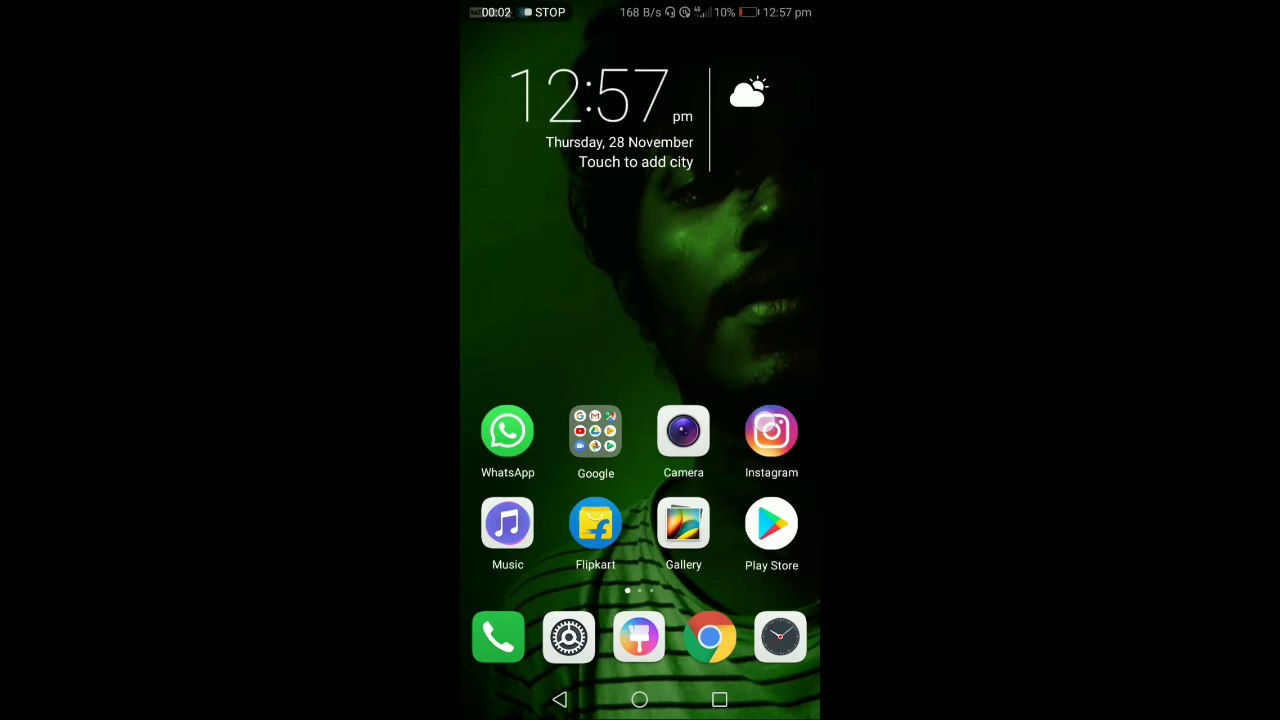 00:02 STOP 168 B/s 4G 10% 12:57 pm
12:57 pm
Thursday, 28 November
Touch to add city
WhatsApp Google Camera Instagram
Music Flipkart Gallery Play Store